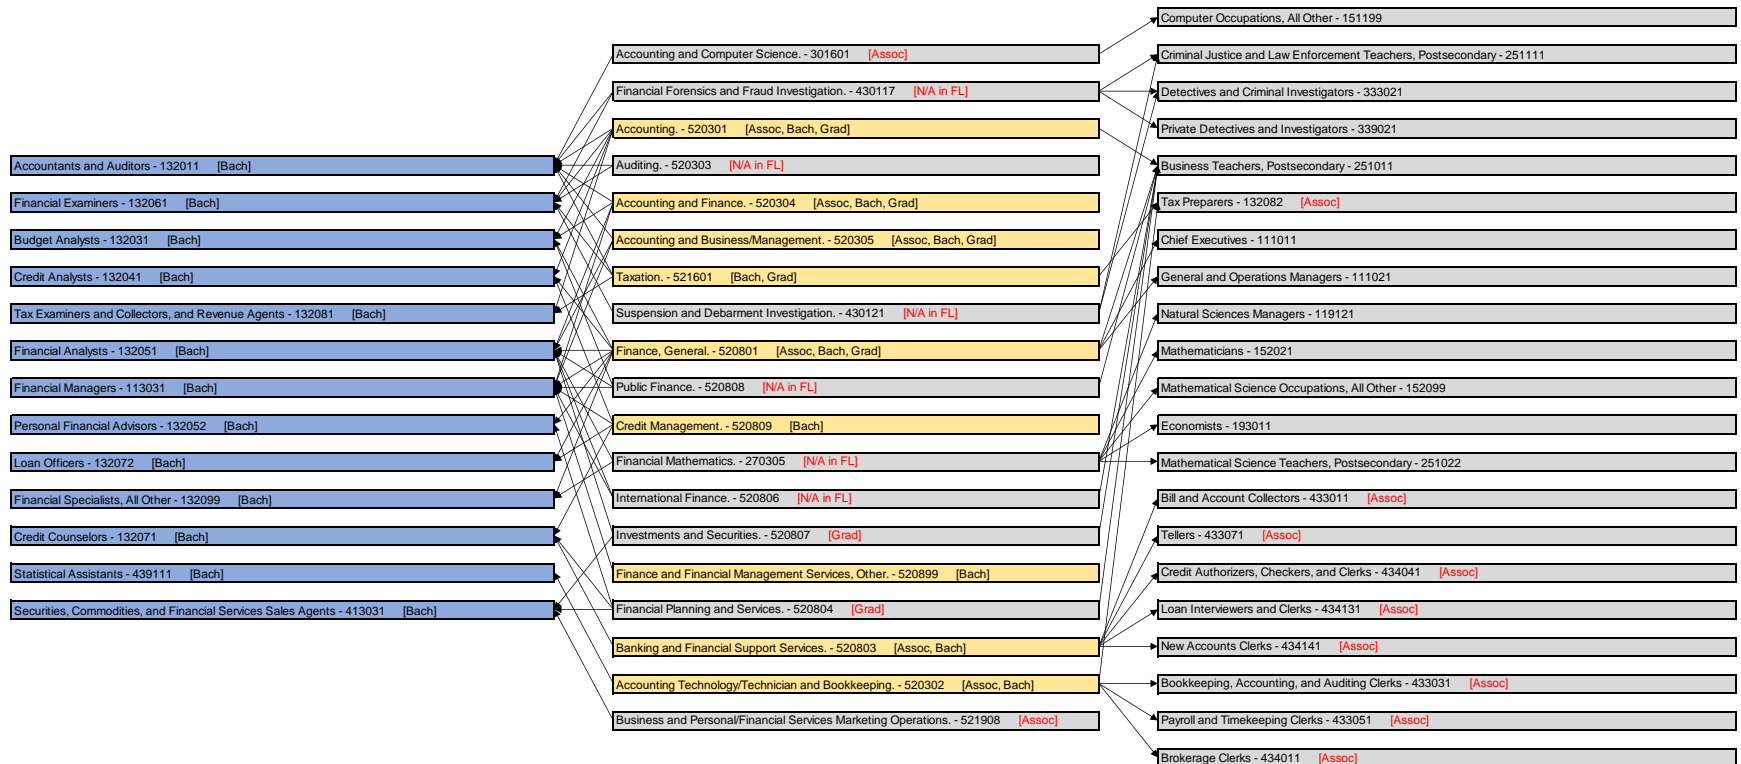 Accountants and Auditors - 132011 [Bach]
Financial Examiners - 132061 [Bach]
Budget Analysts - 132031 [Bach]
Credit Analysts - 132041 [Bach]
Tax Examiners and Collectors, and Revenue Agents - 132081 [Bach]
Financial Analysts - 132051 [Bach]
Financial Managers - 113031 [Bach]
Personal Financial Advisors - 132052 [Bach]
Loan Officers - 132072 [Bach]
Financial Specialists, All Other - 132099 [Bach]
Credit Counselors - 132071 [Bach]
Statistical Assistants - 439111 [Bach]
Securities, Commodities, and Financial Services Sales Agents - 413031 [Bach]
Accounting and Computer Science. - 301601 [Assoc]
Financial Forensics and Fraud Investigation. - 430117 [N/A in FL]
Accounting. - 520301 [Assoc, Bach, Grad]
Auditing. - 520303 [N/A in FL]
Accounting and Finance. - 520304 [Assoc, Bach, Grad]
Accounting and Business/Management. - 520305 [Assoc, Bach, Grad]
Taxation. - 521601 [Bach, Grad]
Suspension and Debarment Investigation. - 430121 [N/A in FL]
Finance, General. - 520801 [Assoc, Bach, Grad]
Public Finance. - 520808 [N/A in FL]
Credit Management. - 520809 [Bach]
Financial Mathematics. - 270305 [N/A in FL]
International Finance. - 520806 [N/A in FL]
Investments and Securities. - 520807 [Grad]
Finance and Financial Management Services, Other. - 520899 [Bach]
Financial Planning and Services. - 520804 [Grad]
Banking and Financial Support Services. - 520803 [Assoc, Bach]
Accounting Technology/Technician and Bookkeeping. - 520302 [Assoc, Bach]
Business and Personal/Financial Services Marketing Operations. - 521908 [Assoc]
Computer Occupations, All Other - 151199
Criminal Justice and Law Enforcement Teachers, Postsecondary - 251111
Detectives and Criminal Investigators - 333021
Private Detectives and Investigators - 339021
Business Teachers, Postsecondary - 251011
Tax Preparers - 132082 [Assoc]
Chief Executives - 111011
General and Operations Managers - 111021
Natural Sciences Managers - 119121
Mathematicians - 152021
Mathematical Science Occupations, All Other - 152099
Economists - 193011
Mathematical Science Teachers, Postsecondary - 251022
Bill and Account Collectors - 433011 [Assoc]
Tellers - 433071 [Assoc]
Credit Authorizers, Checkers, and Clerks - 434041 [Assoc]
Loan Interviewers and Clerks - 434131 [Assoc]
New Accounts Clerks - 434141 [Assoc]
Bookkeeping, Accounting, and Auditing Clerks - 433031 [Assoc]
Payroll and Timekeeping Clerks - 433051 [Assoc]
Brokerage Clerks - 434011 [Assoc]